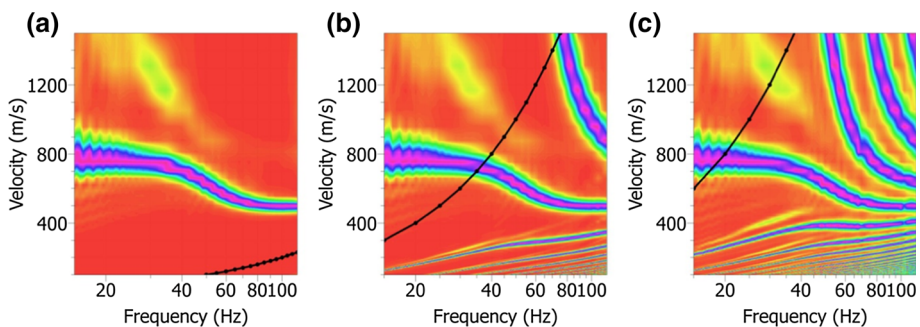 (a) (b) (c)
1200 1200 1200
800 800 800
400 400 400
Velocity (m/s) Velocity (m/s) Velocity (m/s)
20 40 60 80100 20 40 60 80100 20 40 60 80100
Frequency (Hz) Frequency (Hz) Frequency (Hz)